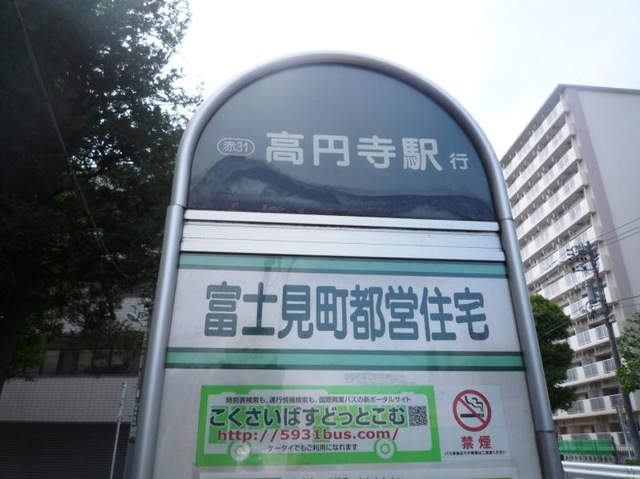 赤31 高円寺駅 行
富士見町都営住宅
時刻表検索も、運行情報検索も、国際興業バスの新ポータルサイト
こくさいばすどっとこむ
http://5931bus.com/
ケータイでもご利用になれます
禁煙